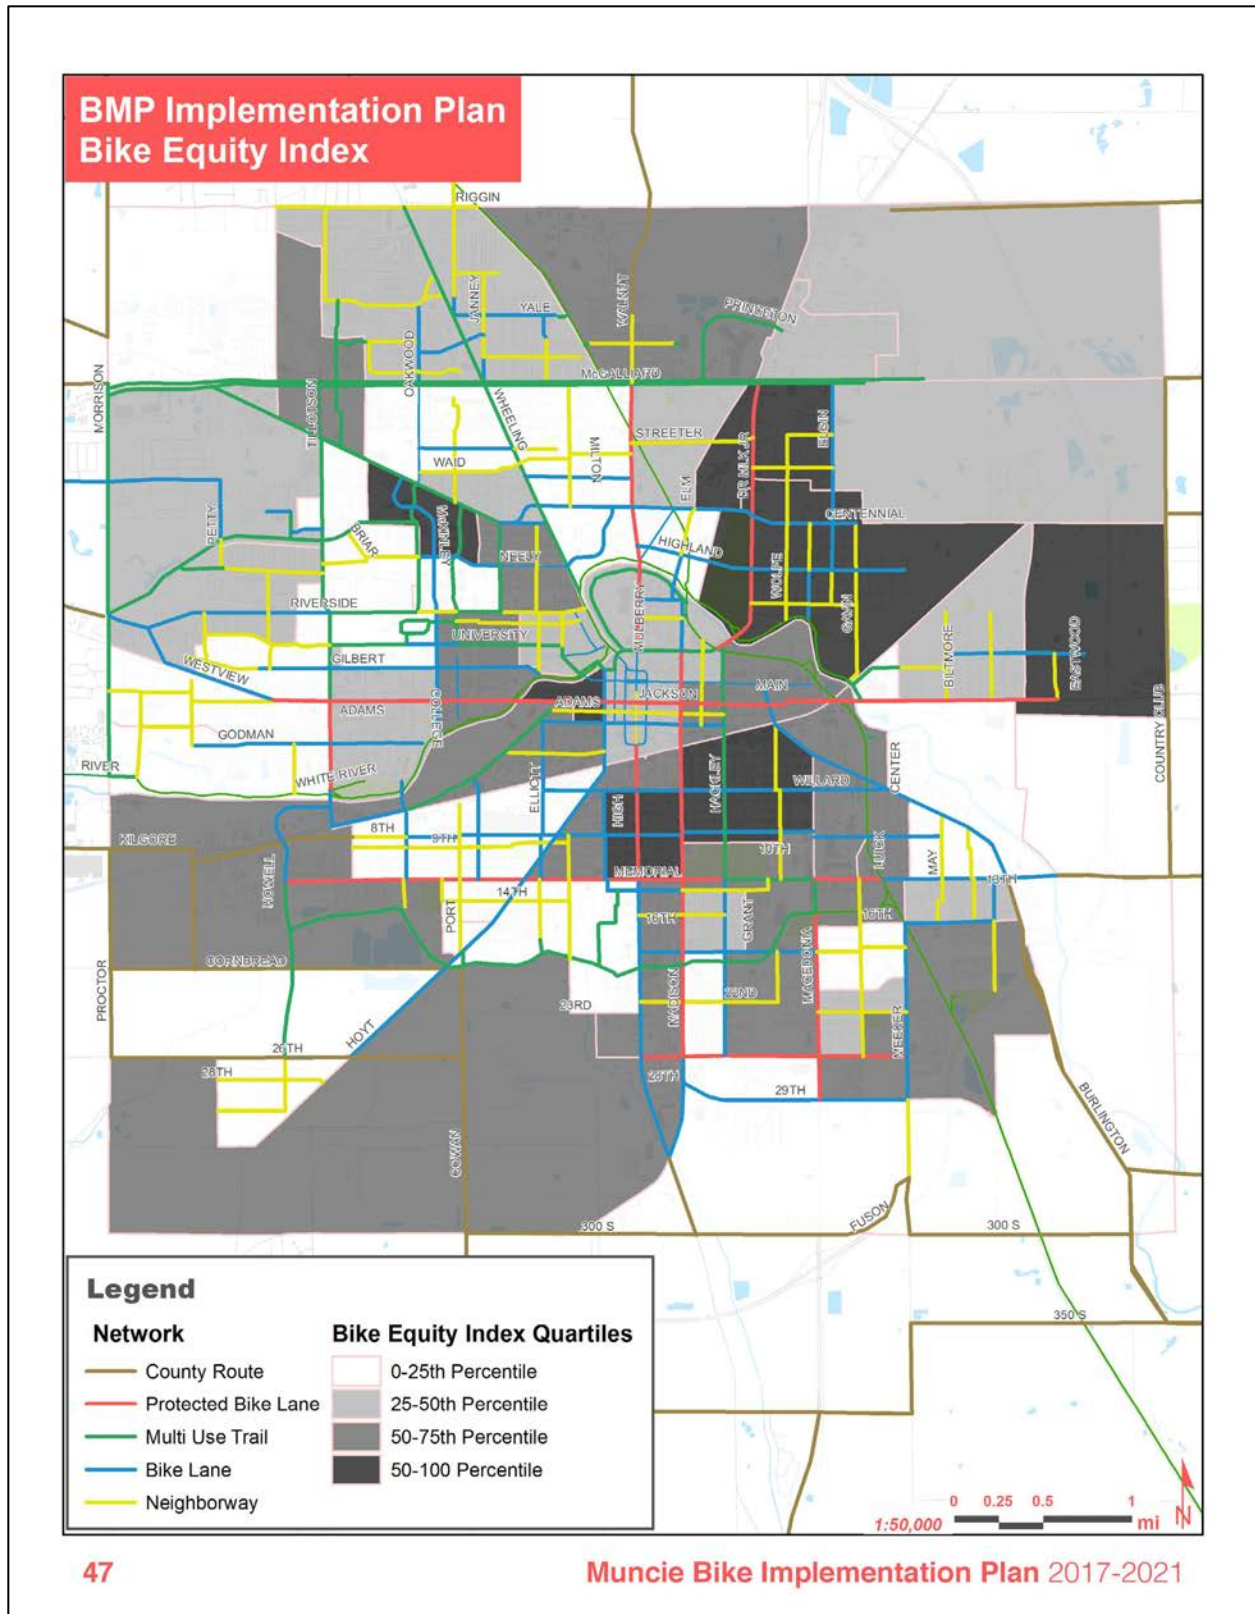 BMP Implementation Plan
Bike Equity Index
RIGGIN
JANNEY
YALE
WALNUT
PRINCETON
OAKWOOD
McGALLIARD
MORRISON
TILLOTSON
WHEELING
MILTON
STREETER
DR MLK JR
ELGIN
WAID
ELM
PETTY
McKINLEY
CENTENNIAL
BRIAR
NEELY
HIGHLAND
WOLFE
RIVERSIDE
GAVIN
UNIVERSITY
MULBERRY
BILTMORE
EASTWOOD
GILBERT
WESTVIEW
ADAMS
COLLEGE
ADAMS
JACKSON
MAIN
GODMAN
COUNTRY CLUB
RIVER
WHITE RIVER
ELLIOTT
HACKLEY
WILLARD
CENTER
HIGH
KILGORE
8TH
9TH
10TH
LUICK
MAY
HOWELL
MEMORIAL
14TH
18TH
PORT
16TH
GRANT
16TH
CORNBREAD
PROCTOR
MADISON
MACEDONIA
22ND
23RD
HOYT
MEEKER
26TH
28TH
26TH
29TH
BURLINGTON
COWAN
300 S
FUSON
300 S
350 S
Legend
Network
County Route
Protected Bike Lane
Multi Use Trail
Bike Lane
Neighborway
Bike Equity Index Quartiles
0-25th Percentile
25-50th Percentile
50-75th Percentile
50-100 Percentile
0 0.25 0.5 1
1:50,000 mi N
47
Muncie Bike Implementation Plan 2017-2021